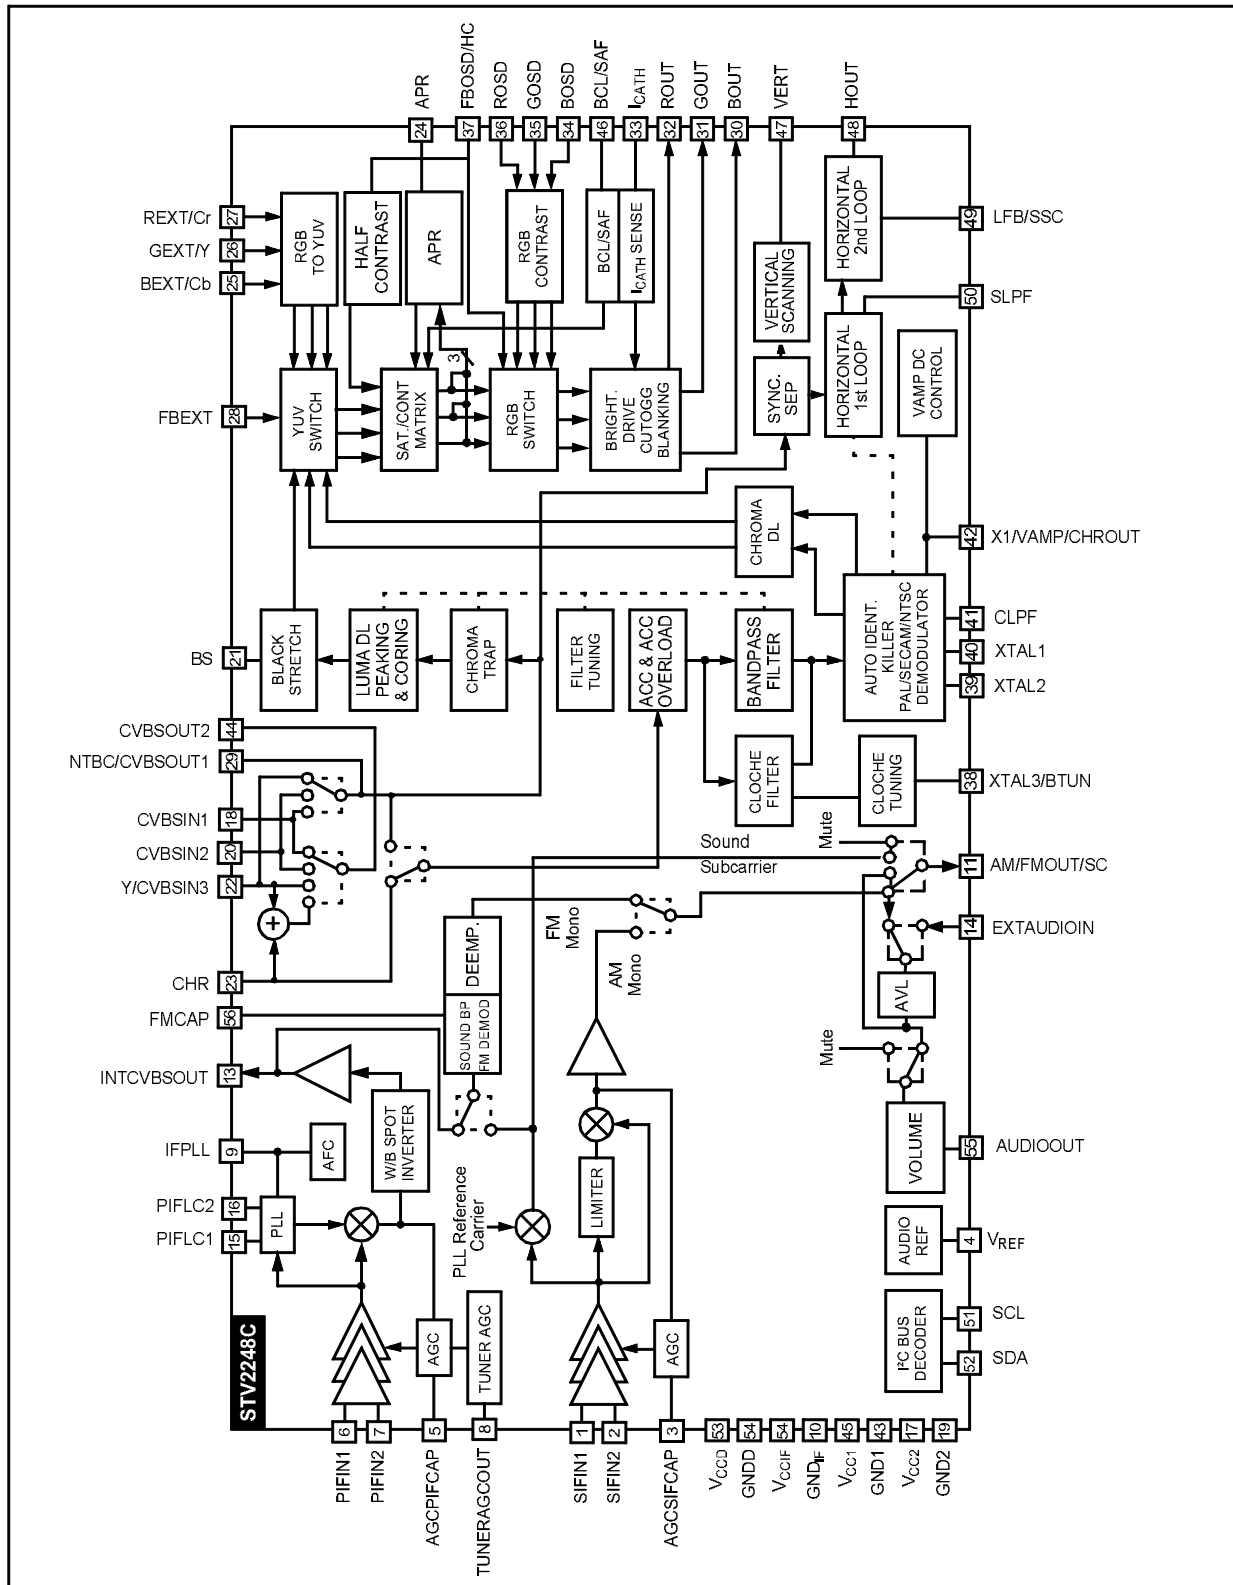 APR
FBOSD/HC
ROSD
GOSD
BOSD
BCL/SAF
ICATH
ROUT
GOUT
BOUT
VERT
HOUT
24
37
36
35
34
46
33
32
31
30
47
48
REXT/Cr
27
GEXT/Y
26
BEXT/Cb
25
RGB
TO YUV
HALF
CONTRAST
APR
RGB
CONTRAST
BCL/SAF
ICATH SENSE
VERTICAL
SCANNING
HORIZONTAL
2nd LOOP
49
LFB/SSC
50
SLPF
FBEXT
28
YUV
SWITCH
SAT./CONT
MATRIX
3
RGB
SWITCH
BRIGHT.
DRIVE
CUTOGG
BLANKING
SYNC.
SEP
HORIZONTAL
1st LOOP
VAMP DC
CONTROL
CHROMA
DL
42
X1/VAMP/CHROUT
BS
21
BLACK
STRETCH
LUMA DL
PEAKING
& CORING
CHROMA
TRAP
FILTER
TUNING
ACC & ACC
OVERLOAD
BANDPASS
FILTER
AUTO IDENT.
KILLER
PAL/SECAM/NTSC
DEMODULATOR
41
CLPF
40
XTAL1
39
XTAL2
CVBSOUT2
44
NTBC/CVBSOUT1
29
CVBSIN1
18
CVBSIN2
20
Y/CVBSIN3
22
+
CHR
23
CLOCHE
FILTER
CLOCHE
TUNING
38
XTAL3/BTUN
Sound
Subcarrier
Mute
11
AM/FMOUT/SC
14
EXTAUDIOIN
FM
Mono
AM
Mono
DEEMP.
SOUND BP
FM DEMOD
AVL
Mute
FMCAP
56
INTCVBSOUT
13
IFPLL
9
AFC
W/B SPOT
INVERTER
PIFLC2
16
PIFLC1
15
PLL
PLL Reference
Carrier
LIMITER
VOLUME
55
AUDIOOUT
AUDIO
REF
4
VREF
I²C BUS
DECODER
51
SCL
52
SDA
STV2248C
AGC
TUNER AGC
AGC
6
7
5
8
1
2
3
53
54
54
10
45
43
17
19
PIFIN1
PIFIN2
AGCPIFCAP
TUNERAGCOUT
SIFIN1
SIFIN2
AGCSIFCAP
VCCD
GNDD
VCCIF
GNDIF
VCC1
GND1
VCC2
GND2